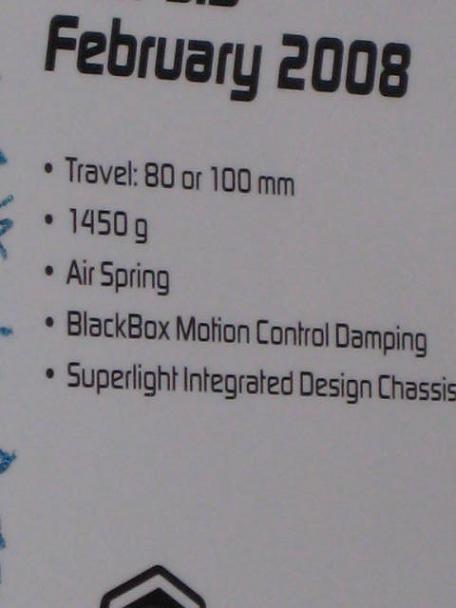 February 2008
• Travel: 80 or 100 mm
• 1450 g
• Air Spring
• BlackBox Motion Control Damping
• Superlight Integrated Design Chassis